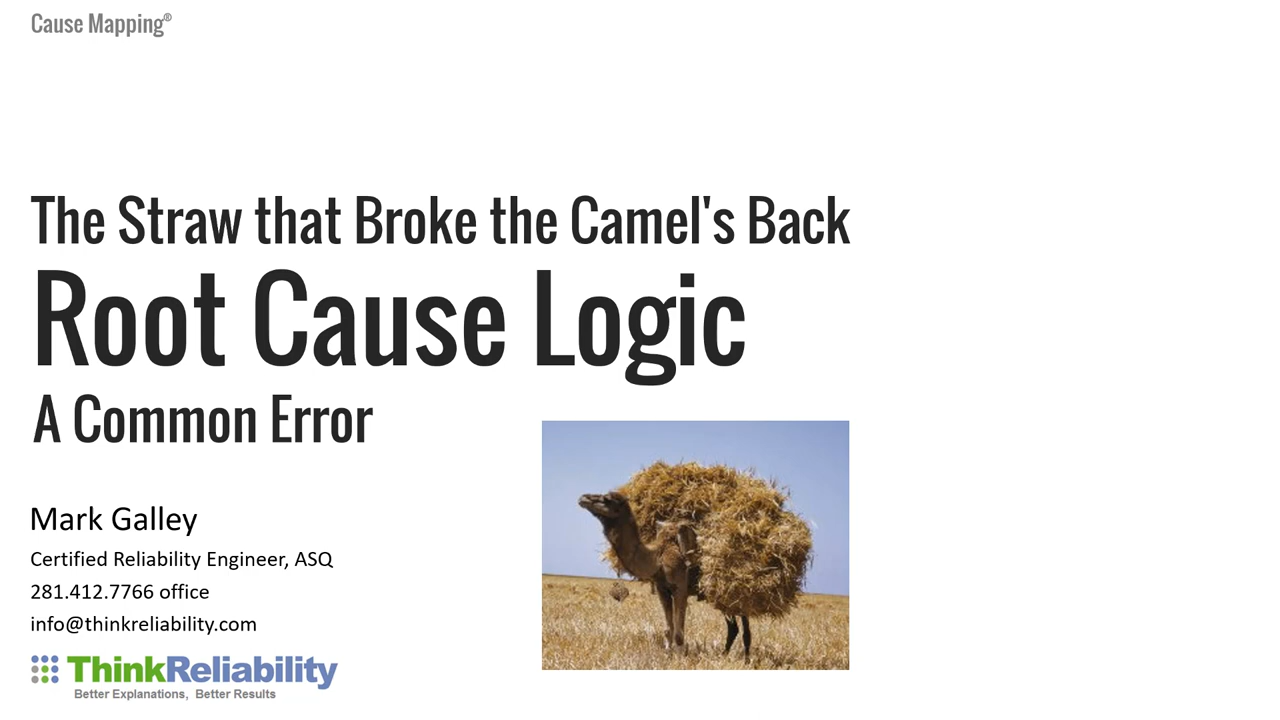 Cause Mapping®
The Straw that Broke the Camel's Back
Root Cause Logic
A Common Error
Mark Galley
Certified Reliability Engineer, ASQ
281.412.7766 office
info@thinkreliability.com
ThinkReliability
Better Explanations, Better Results